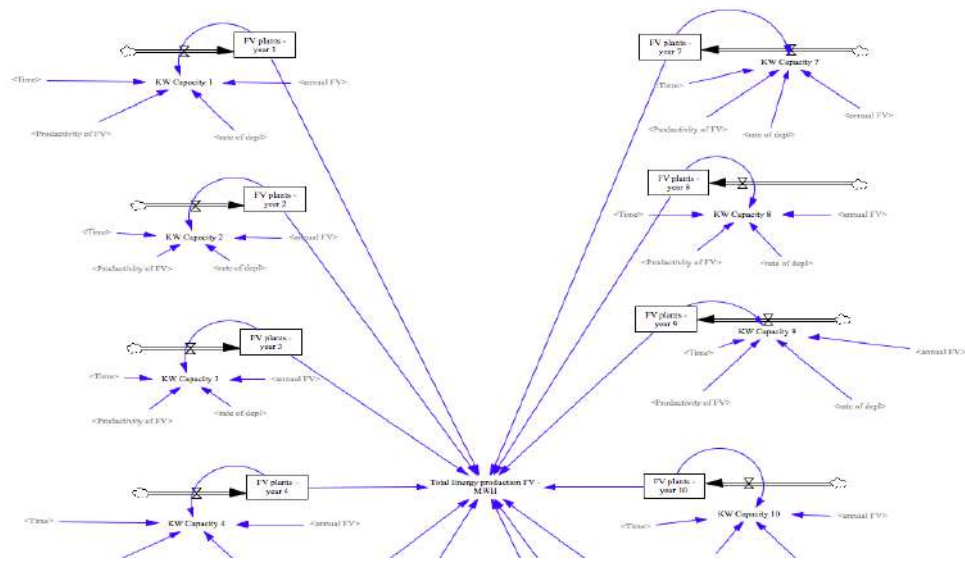 FV plants -
year 1
<Time>
KW Capacity 1
<annual FV>
<Productivity of FV>
<rate of depl>
FV plants -
year 2
<Time>
KW Capacity 2
<annual FV>
<Productivity of FV>
<rate of depl>
FV plants -
year 3
<Time>
KW Capacity 3
<annual FV>
<Productivity of FV>
<rate of depl>
FV plants -
year 4
<Time>
KW Capacity 4
<annual FV>
Total Energy production FV -
MWH
FV plants -
year 7
KW Capacity 7
<Time>
<annual FV>
<Productivity of FV>
<rate of depl>
FV plants -
year 8
<Time>
KW Capacity 8
<annual FV>
<Productivity of FV>
<rate of depl>
FV plants -
year 9
KW Capacity 9
<Time>
<annual FV>
<Productivity of FV>
<rate of depl>
FV plants -
year 10
<Time>
KW Capacity 10
<annual FV>